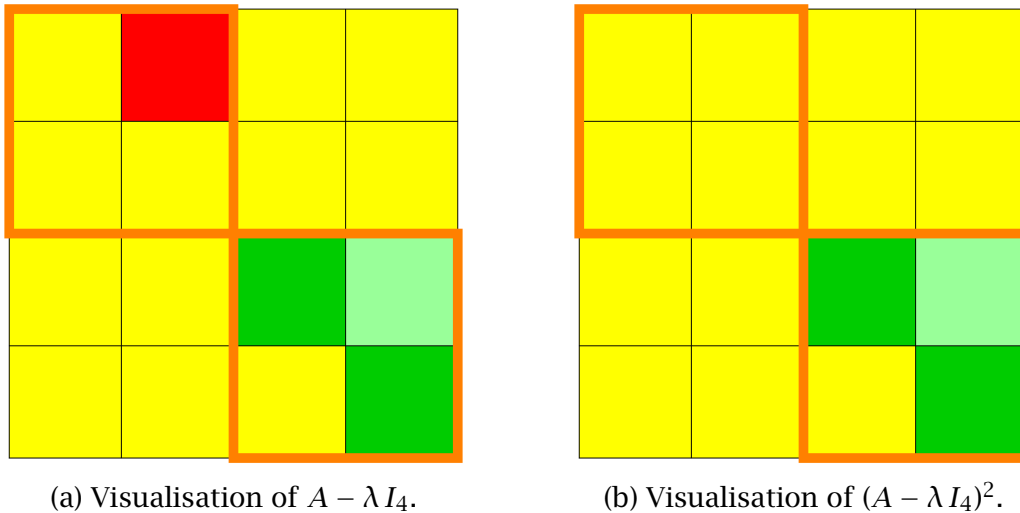 (a) Visualisation of A − λ I₄.
(b) Visualisation of (A − λ I₄)².